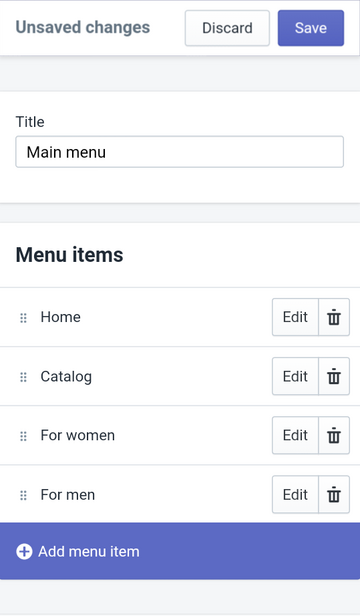 Unsaved changes Discard Save
Title
Main menu
Menu items
Home Edit
Catalog Edit
For women Edit
For men Edit
Add menu item